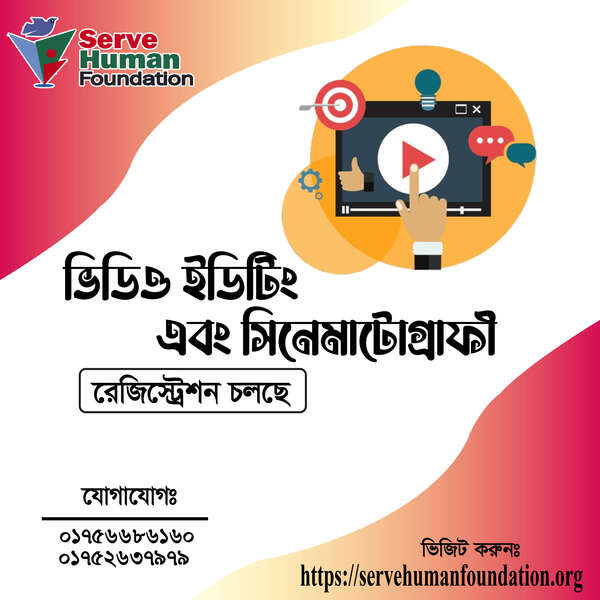 Serve
Human
Foundation
ভিডিও ইডিটিং
এবং সিনেমাটোগ্রাফী
রেজিস্ট্রেশন চলছে
যোগাযোগঃ
০১৭৫৬৬৮৬১৬০
০১৭৫২৬৩৭৯৭৯
ভিজিট করুনঃ
https://servehumanfoundation.org